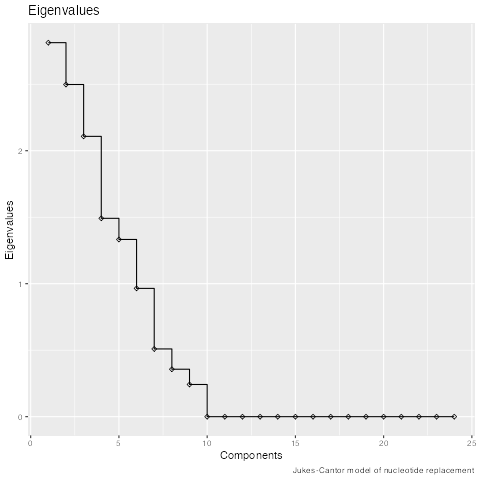 Eigenvalues
Eigenvalues
2
1
0
0
5
10
15
20
25
Components
Jukes-Cantor model of nucleotide replacement